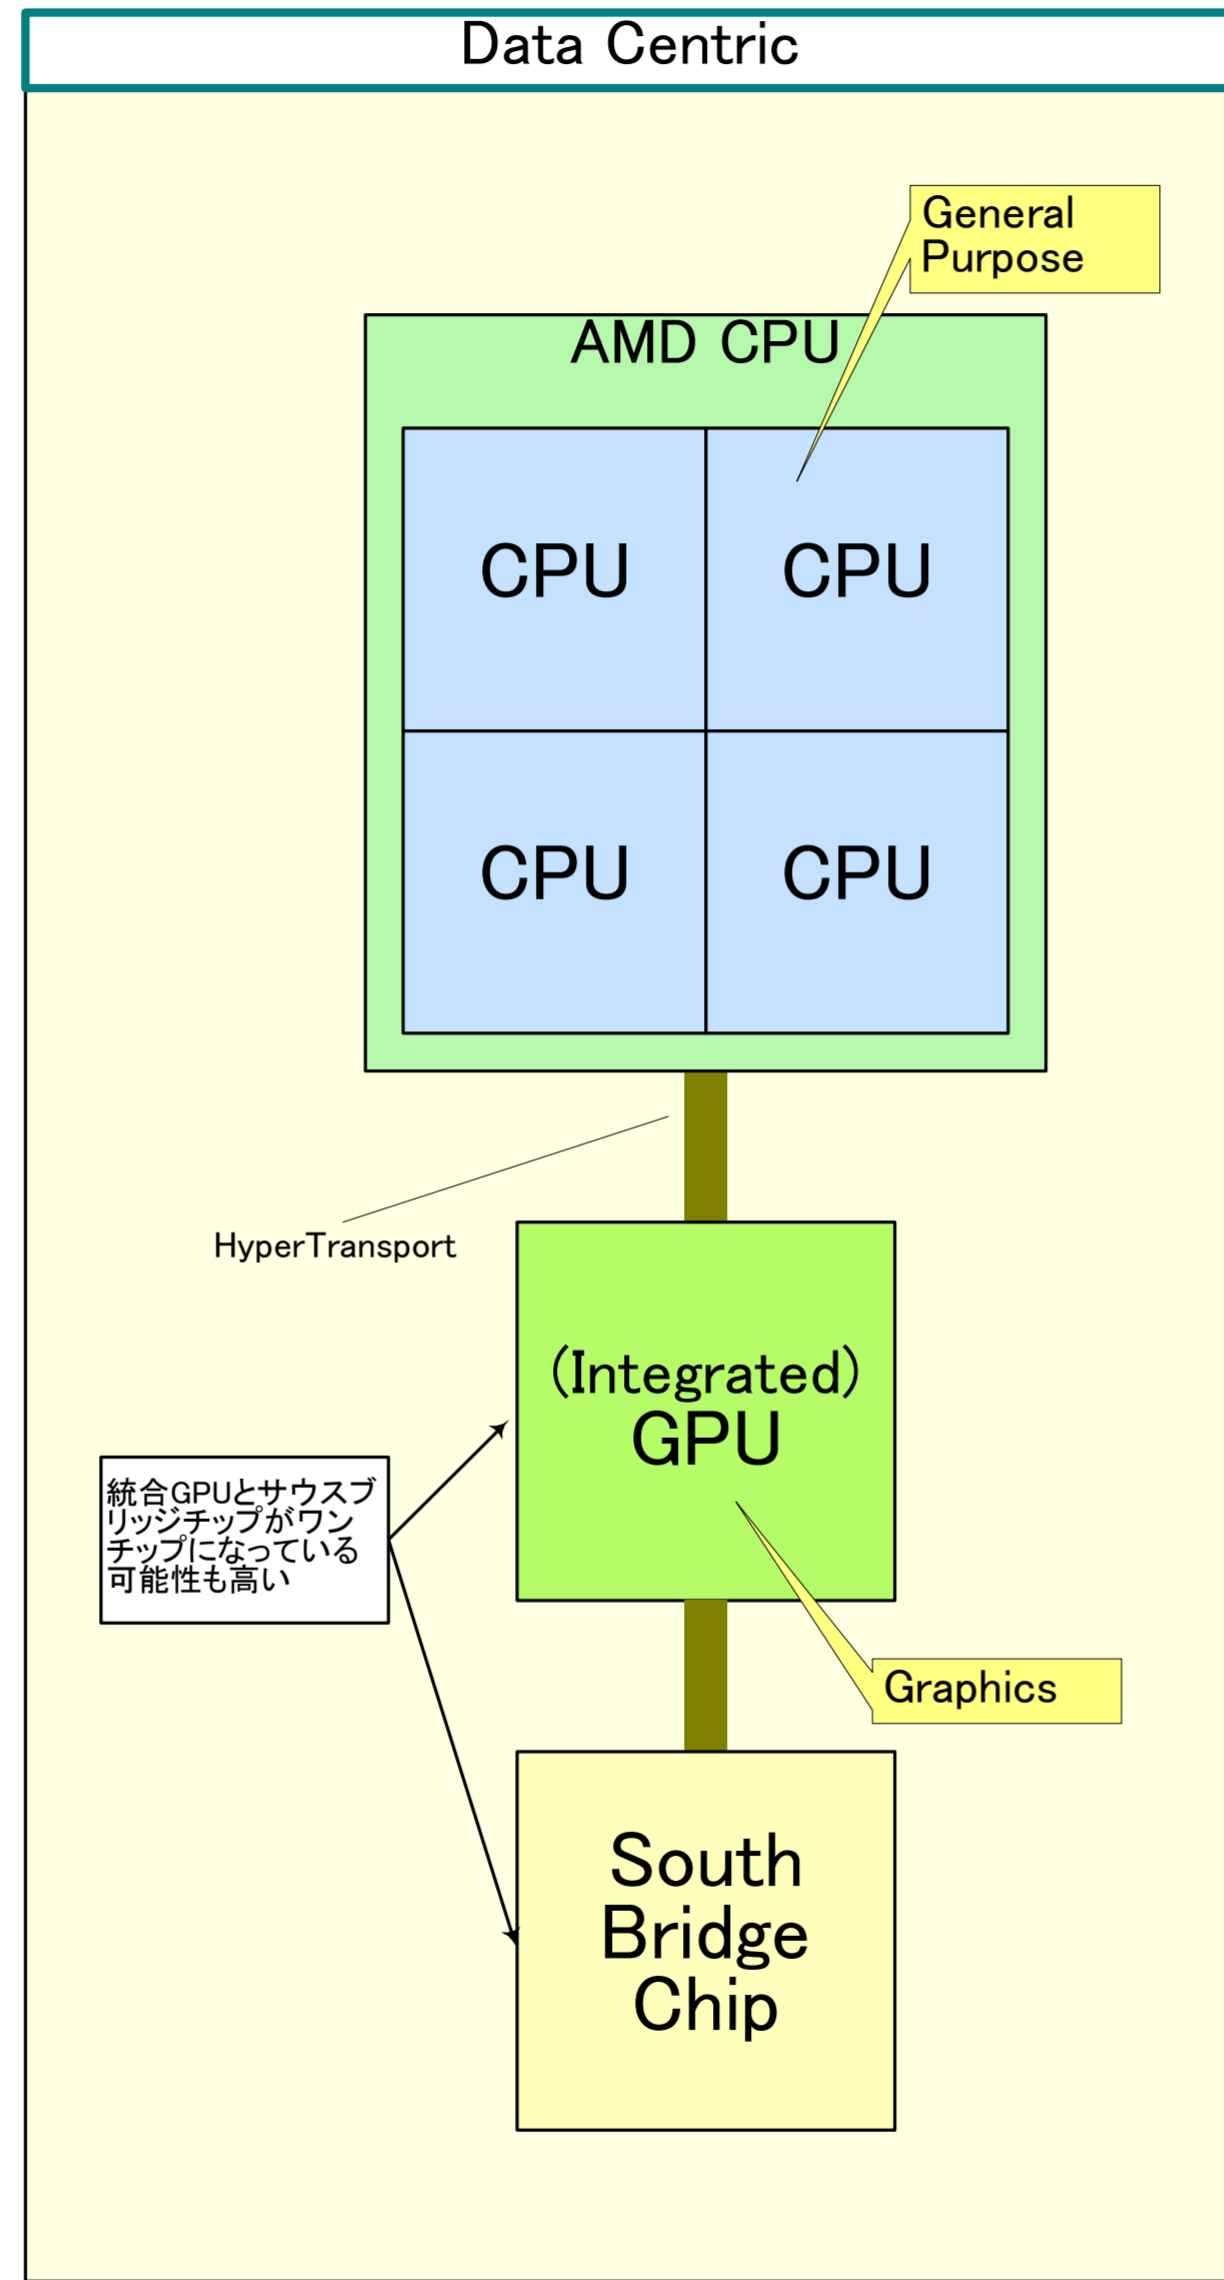 Data Centric
General
Purpose
AMD CPU
CPU CPU
CPU CPU
HyperTransport
(Integrated)
GPU
統合GPUとサウスブ
リッジチップがワン
チップになっている
可能性も高い
Graphics
South
Bridge
Chip